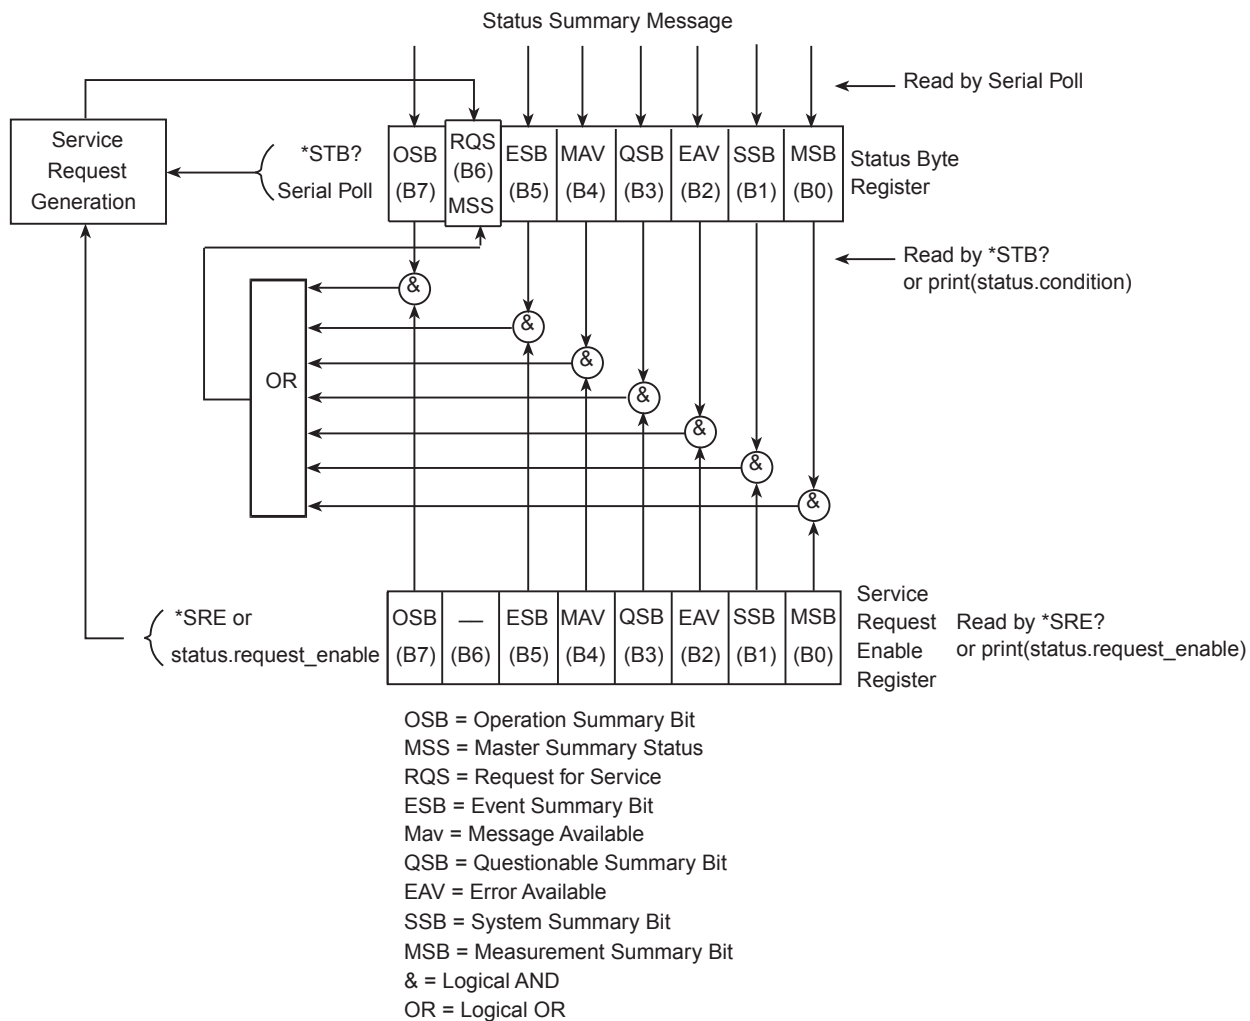 Status Summary Message
Read by Serial Poll
Service
Request
Generation
*STB?
Serial Poll
OSB
(B7)
RQS
(B6)
MSS
ESB
(B5)
MAV
(B4)
QSB
(B3)
EAV
(B2)
SSB
(B1)
MSB
(B0)
Status Byte
Register
Read by *STB?
or print(status.condition)
&
&
&
&
&
&
&
OR
*SRE or
status.request_enable
OSB
(B7)
—
(B6)
ESB
(B5)
MAV
(B4)
QSB
(B3)
EAV
(B2)
SSB
(B1)
MSB
(B0)
Service
Request
Enable
Register
Read by *SRE?
or print(status.request_enable)
OSB = Operation Summary Bit
MSS = Master Summary Status
RQS = Request for Service
ESB = Event Summary Bit
Mav = Message Available
QSB = Questionable Summary Bit
EAV = Error Available
SSB = System Summary Bit
MSB = Measurement Summary Bit
& = Logical AND
OR = Logical OR